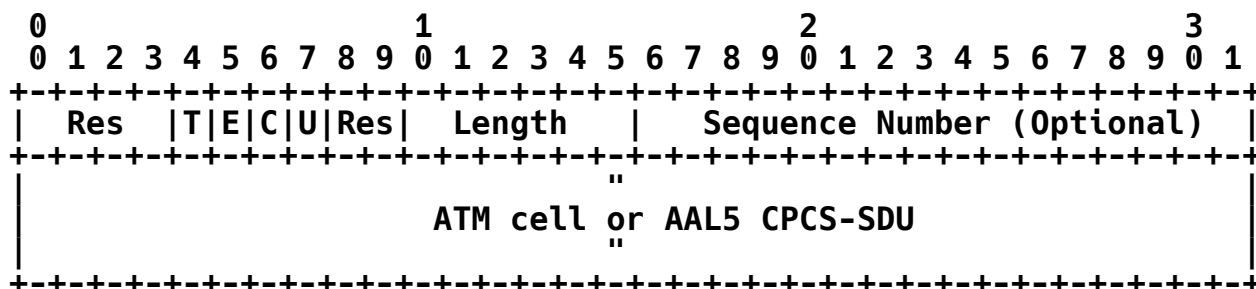 0                   1                   2                   3
 0 1 2 3 4 5 6 7 8 9 0 1 2 3 4 5 6 7 8 9 0 1 2 3 4 5 6 7 8 9 0 1
+-+-+-+-+-+-+-+-+-+-+-+-+-+-+-+-+-+-+-+-+-+-+-+-+-+-+-+-+-+-+-+-+
|  Res  |T|E|C|U|Res|  Length   |   Sequence Number (Optional)  |
+-+-+-+-+-+-+-+-+-+-+-+-+-+-+-+-+-+-+-+-+-+-+-+-+-+-+-+-+-+-+-+-+
|                              "                                |
|                     ATM cell or AAL5 CPCS-SDU                 |
|                              "                                |
+-+-+-+-+-+-+-+-+-+-+-+-+-+-+-+-+-+-+-+-+-+-+-+-+-+-+-+-+-+-+-+-+